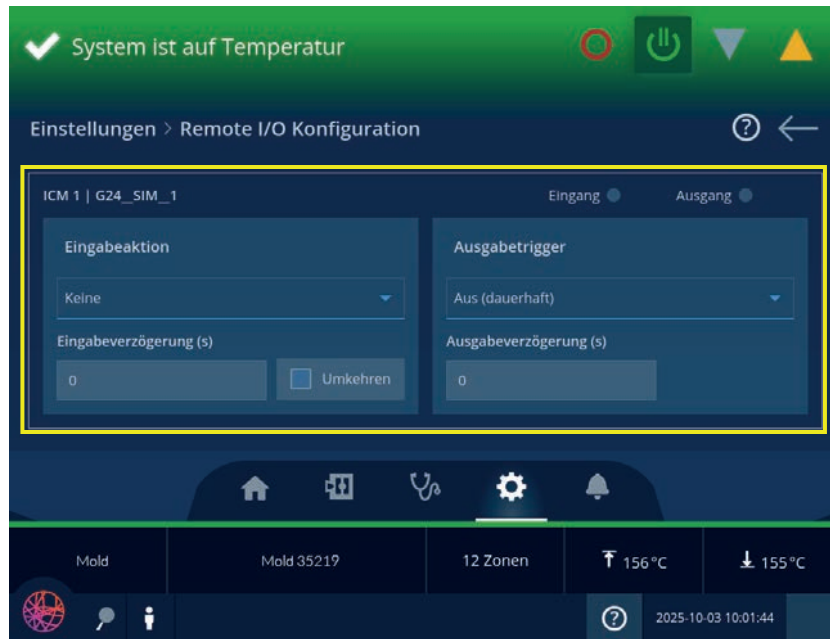 System ist auf Temperatur
Einstellungen > Remote I/O Konfiguration
ICM 1 | G24__SIM__1
Eingang
Ausgang
Eingabeaktion
Ausgabetrigger
Keine
Aus (dauerhaft)
Eingabeverzögerung (s)
Ausgabeverzögerung (s)
0
Umkehren
0
Mold
Mold 35219
12 Zonen
156 °C
155 °C
2025-10-03 10:01:44